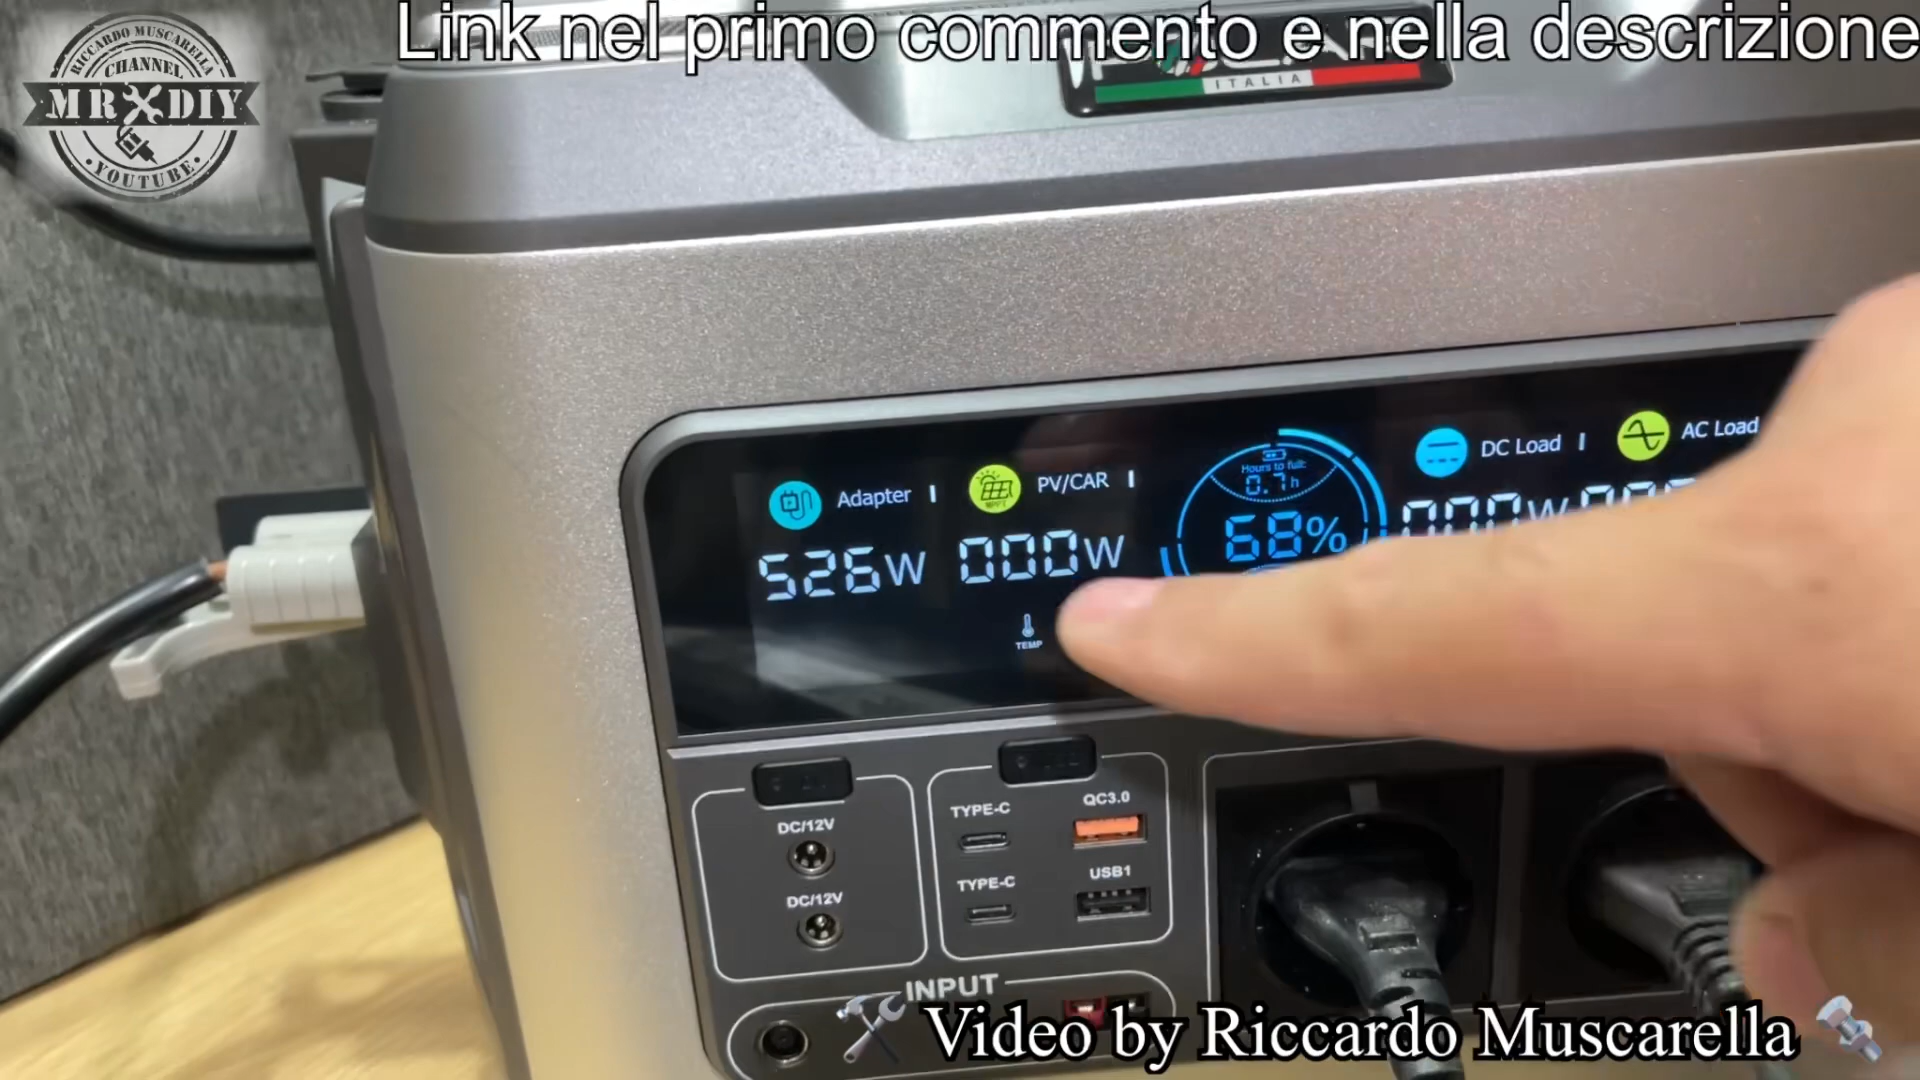 Link nel primo commento e nella descrizione
RICCARDO MUSCARELLA
CHANNEL
MR DIY
YOUTUBE
ITALIA
Adapter
PV/CAR
DC Load
AC Load
MPPT
Hours to full:
0.7h
526W
000W
68%
000W
TEMP
DC/12V
DC/12V
TYPE-C
QC3.0
TYPE-C
USB1
INPUT
Video by Riccardo Muscarella